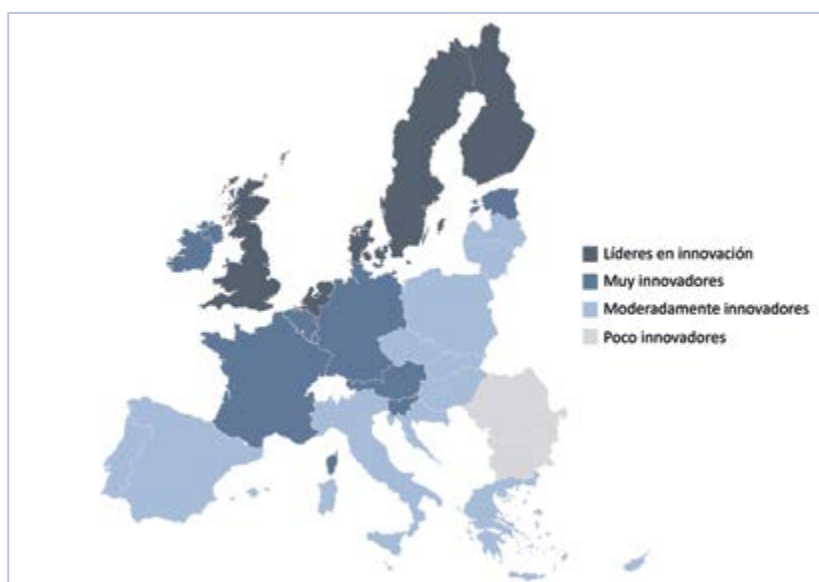 Líderes en innovación
Muy innovadores
Moderadamente innovadores
Poco innovadores